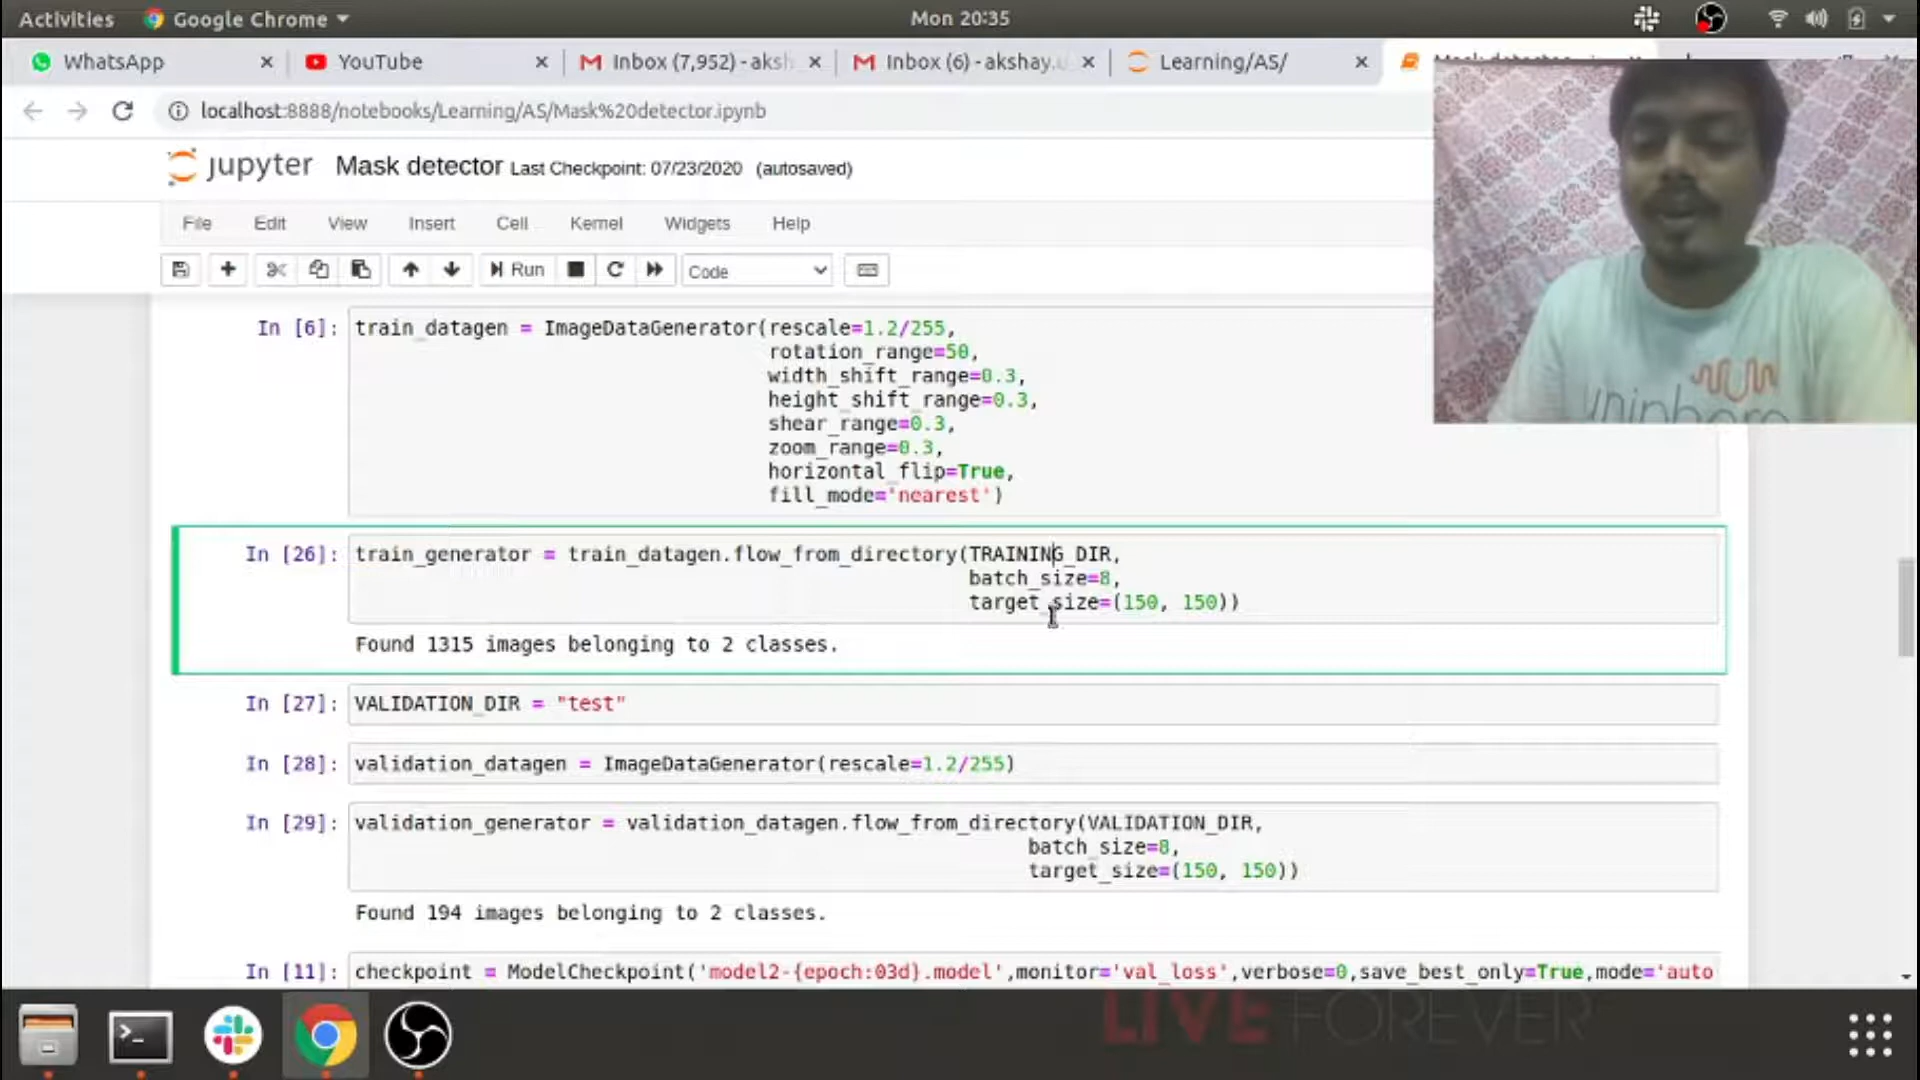 Activities Google Chrome Mon 20:35
WhatsApp YouTube Inbox (7,952) - aksh Inbox (6) - akshay.u Learning/AS/
localhost:8888/notebooks/Learning/AS/Mask%20detector.ipynb
jupyter Mask detector Last Checkpoint: 07/23/2020 (autosaved)
File Edit View Insert Cell Kernel Widgets Help
Run Code
In [6]: train_datagen = ImageDataGenerator(rescale=1.2/255,
rotation_range=50,
width_shift_range=0.3,
height_shift_range=0.3,
shear_range=0.3,
zoom_range=0.3,
horizontal_flip=True,
fill_mode='nearest')
In [26]: train_generator = train_datagen.flow_from_directory(TRAINING_DIR,
batch_size=8,
target_size=(150, 150))
Found 1315 images belonging to 2 classes.
In [27]: VALIDATION_DIR = "test"
In [28]: validation_datagen = ImageDataGenerator(rescale=1.2/255)
In [29]: validation_generator = validation_datagen.flow_from_directory(VALIDATION_DIR,
batch_size=8,
target_size=(150, 150))
Found 194 images belonging to 2 classes.
In [11]: checkpoint = ModelCheckpoint('model2-{epoch:03d}.model',monitor='val_loss',verbose=0,save_best_only=True,mode='auto
LIVE FOREVER